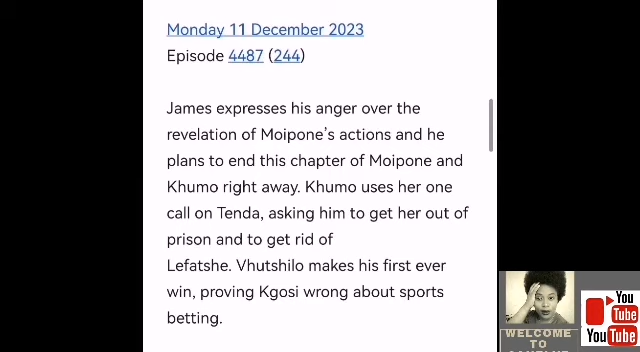 Monday 11 December 2023
Episode 4487 (244)
James expresses his anger over the
revelation of Moipone’s actions and he
plans to end this chapter of Moipone and
Khumo right away. Khumo uses her one
call on Tenda, asking him to get her out of
prison and to get rid of
Lefatshe. Vhutshilo makes his first ever
win, proving Kgosi wrong about sports
betting.
You
Tube
You Tube
WELCOME
TO